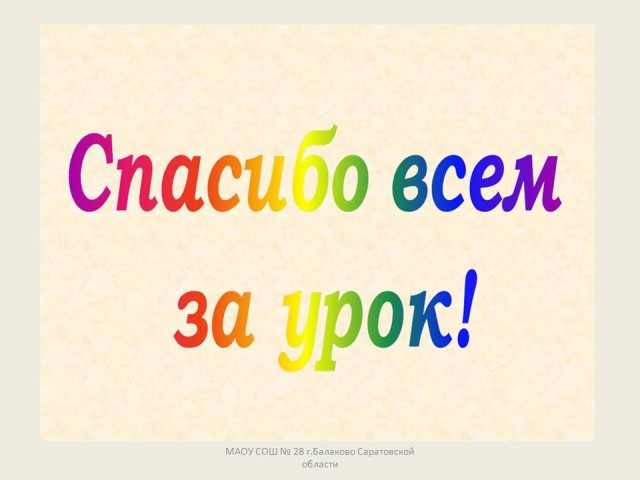 Спасибо всем
за урок!
МАОУ СОШ № 28 г.Балаково Саратовской
области